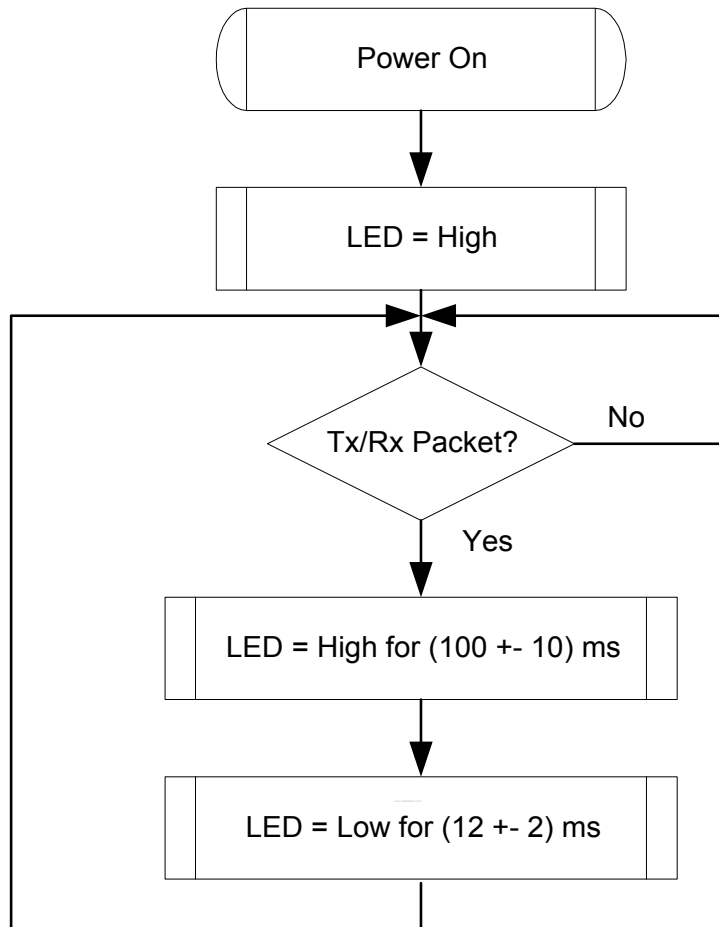 Power On
LED = High
Tx/Rx Packet?
No
Yes
LED = High for (100 +- 10) ms
LED = Low for (12 +- 2) ms